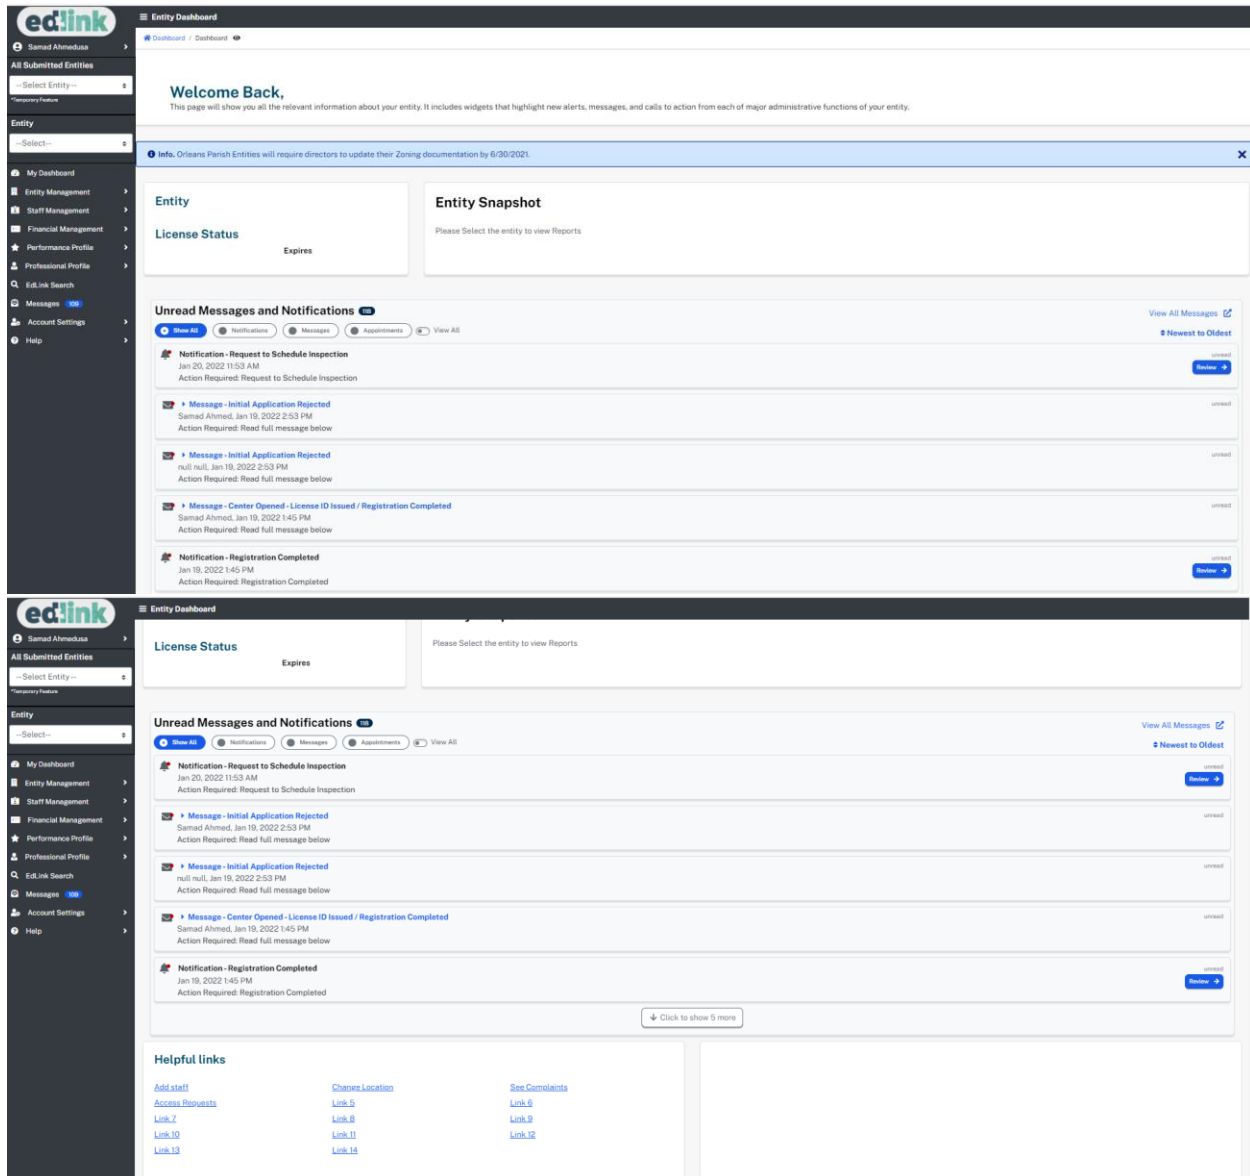 ed:link
Entity Dashboard
Samad Ahmedusa
Dashboard / Dashboard
All Submitted Entities
--Select Entity--
*Temporary Feature
Entity
--Select--
My Dashboard
Entity Management
Staff Management
Financial Management
Performance Profile
Professional Profile
EdLink Search
Messages 109
Account Settings
Help
Welcome Back,
This page will show you all the relevant information about your entity. It includes widgets that highlight new alerts, messages, and calls to action from each of major administrative functions of your entity.
Info. Orleans Parish Entities will require directors to update their Zoning documentation by 6/30/2021.
Entity
License Status
Expires
Entity Snapshot
Please Select the entity to view Reports
Unread Messages and Notifications 118
View All Messages
Show All Notifications Messages Appointments View All
Newest to Oldest
Notification - Request to Schedule Inspection
unread
Jan 20, 2022 11:53 AM
Review
Action Required: Request to Schedule Inspection
Message - Initial Application Rejected
unread
Samad Ahmed, Jan 19, 2022 2:53 PM
Action Required: Read full message below
Message - Initial Application Rejected
unread
null null, Jan 19, 2022 2:53 PM
Action Required: Read full message below
Message - Center Opened - License ID Issued / Registration Completed
unread
Samad Ahmed, Jan 19, 2022 1:45 PM
Action Required: Read full message below
Notification - Registration Completed
unread
Jan 19, 2022 1:45 PM
Review
Action Required: Registration Completed
ed:link
Entity Dashboard
Samad Ahmedusa
All Submitted Entities
--Select Entity--
*Temporary Feature
Entity
--Select--
My Dashboard
Entity Management
Staff Management
Financial Management
Performance Profile
Professional Profile
EdLink Search
Messages 109
Account Settings
Help
License Status
Expires
Please Select the entity to view Reports
Unread Messages and Notifications 118
View All Messages
Show All Notifications Messages Appointments View All
Newest to Oldest
Notification - Request to Schedule Inspection
unread
Jan 20, 2022 11:53 AM
Review
Action Required: Request to Schedule Inspection
Message - Initial Application Rejected
unread
Samad Ahmed, Jan 19, 2022 2:53 PM
Action Required: Read full message below
Message - Initial Application Rejected
unread
null null, Jan 19, 2022 2:53 PM
Action Required: Read full message below
Message - Center Opened - License ID Issued / Registration Completed
unread
Samad Ahmed, Jan 19, 2022 1:45 PM
Action Required: Read full message below
Notification - Registration Completed
unread
Jan 19, 2022 1:45 PM
Review
Action Required: Registration Completed
Click to show 5 more
Helpful links
Add staff Change Location See Complaints
Access Requests Link 5 Link 6
Link 7 Link 8 Link 9
Link 10 Link 11 Link 12
Link 13 Link 14